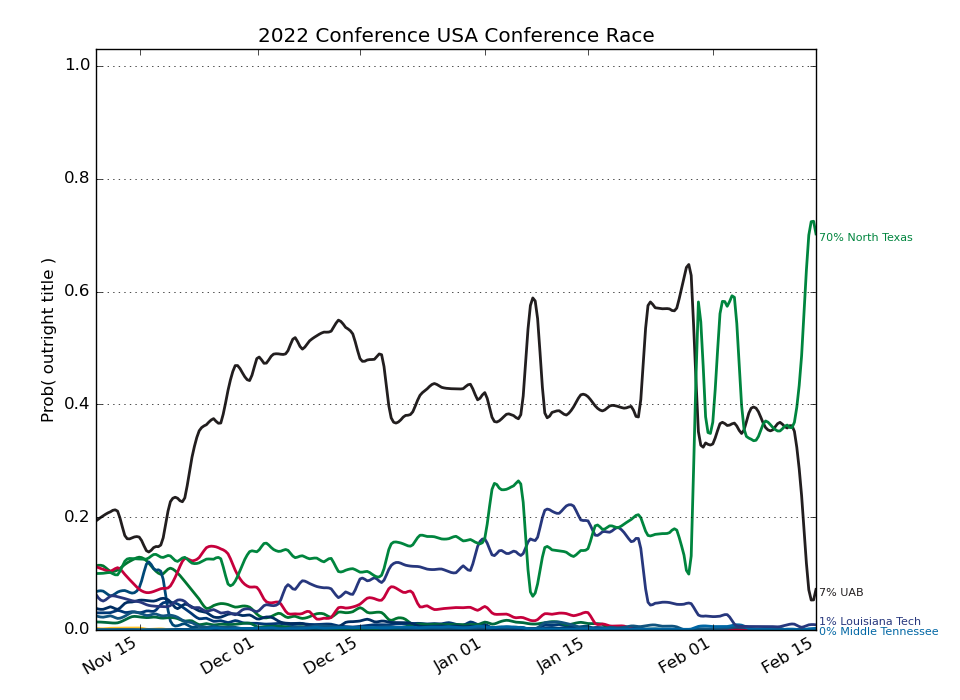 2022 Conference USA Conference Race
Prob( outright title )
1.0
0.8
0.6
0.4
0.2
0.0
70% North Texas
7% UAB
1% Louisiana Tech
0% Middle Tennessee
Nov 15
Dec 01
Dec 15
Jan 01
Jan 15
Feb 01
Feb 15